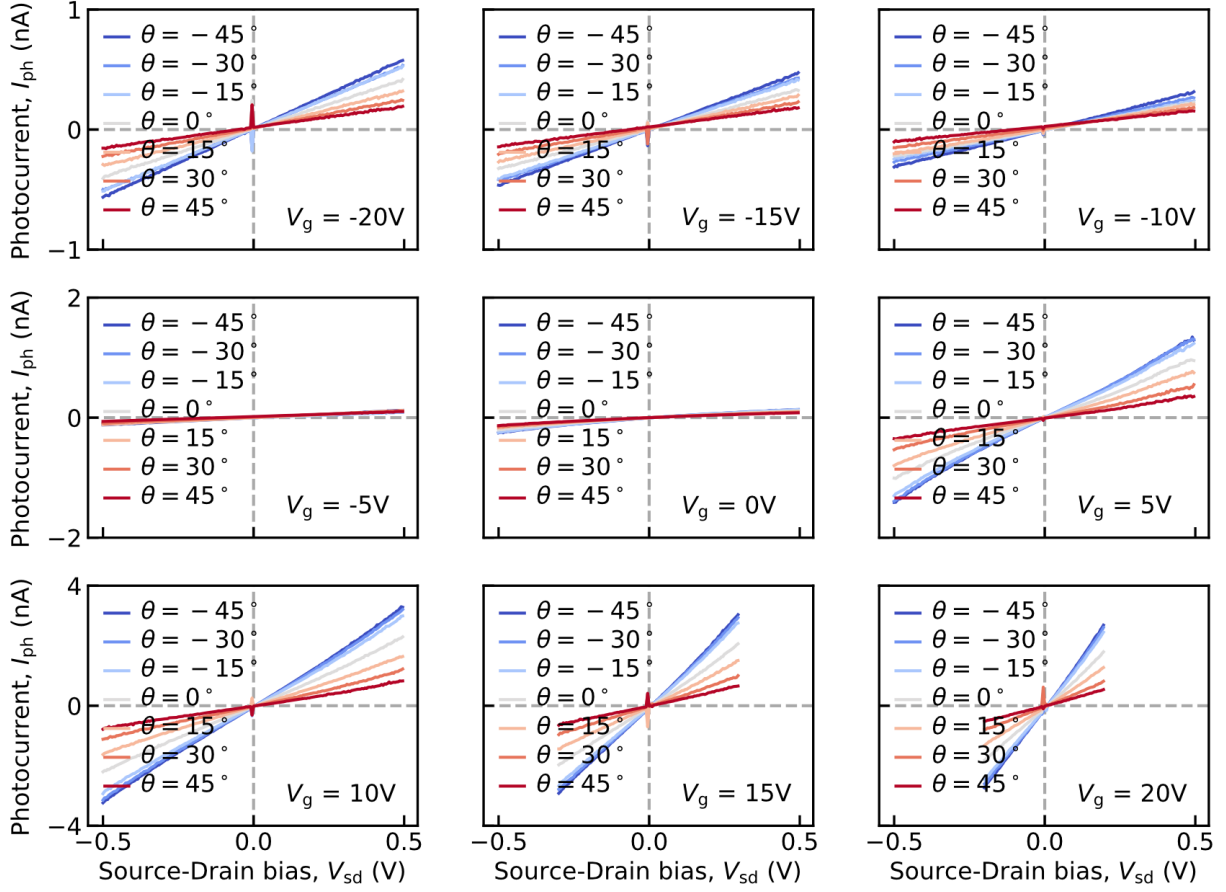 1
Photocurrent, I_ph (nA)
0
−1
θ = − 45°
θ = − 30°
θ = − 15°
θ = 0°
θ = 15°
θ = 30°
θ = 45°
V_g = -20V
θ = − 45°
θ = − 30°
θ = − 15°
θ = 0°
θ = 15°
θ = 30°
θ = 45°
V_g = -15V
θ = − 45°
θ = − 30°
θ = − 15°
θ = 0°
θ = 15°
θ = 30°
θ = 45°
V_g = -10V
2
Photocurrent, I_ph (nA)
0
−2
θ = − 45°
θ = − 30°
θ = − 15°
θ = 0°
θ = 15°
θ = 30°
θ = 45°
V_g = -5V
θ = − 45°
θ = − 30°
θ = − 15°
θ = 0°
θ = 15°
θ = 30°
θ = 45°
V_g = 0V
θ = − 45°
θ = − 30°
θ = − 15°
θ = 0°
θ = 15°
θ = 30°
θ = 45°
V_g = 5V
4
Photocurrent, I_ph (nA)
0
−4
θ = − 45°
θ = − 30°
θ = − 15°
θ = 0°
θ = 15°
θ = 30°
θ = 45°
V_g = 10V
−0.5 0.0 0.5
Source-Drain bias, V_sd (V)
θ = − 45°
θ = − 30°
θ = − 15°
θ = 0°
θ = 15°
θ = 30°
θ = 45°
V_g = 15V
−0.5 0.0 0.5
Source-Drain bias, V_sd (V)
θ = − 45°
θ = − 30°
θ = − 15°
θ = 0°
θ = 15°
θ = 30°
θ = 45°
V_g = 20V
−0.5 0.0 0.5
Source-Drain bias, V_sd (V)